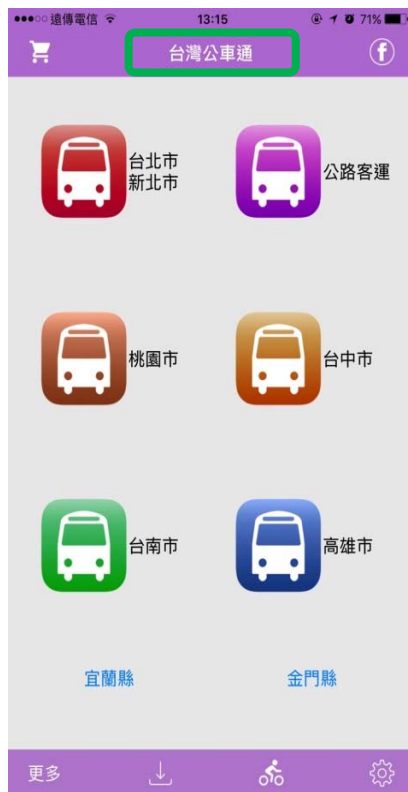 遠傳電信 13:15 71%
台灣公車通
f
台北市
新北市
公路客運
桃園市
台中市
台南市
高雄市
宜蘭縣
金門縣
更多